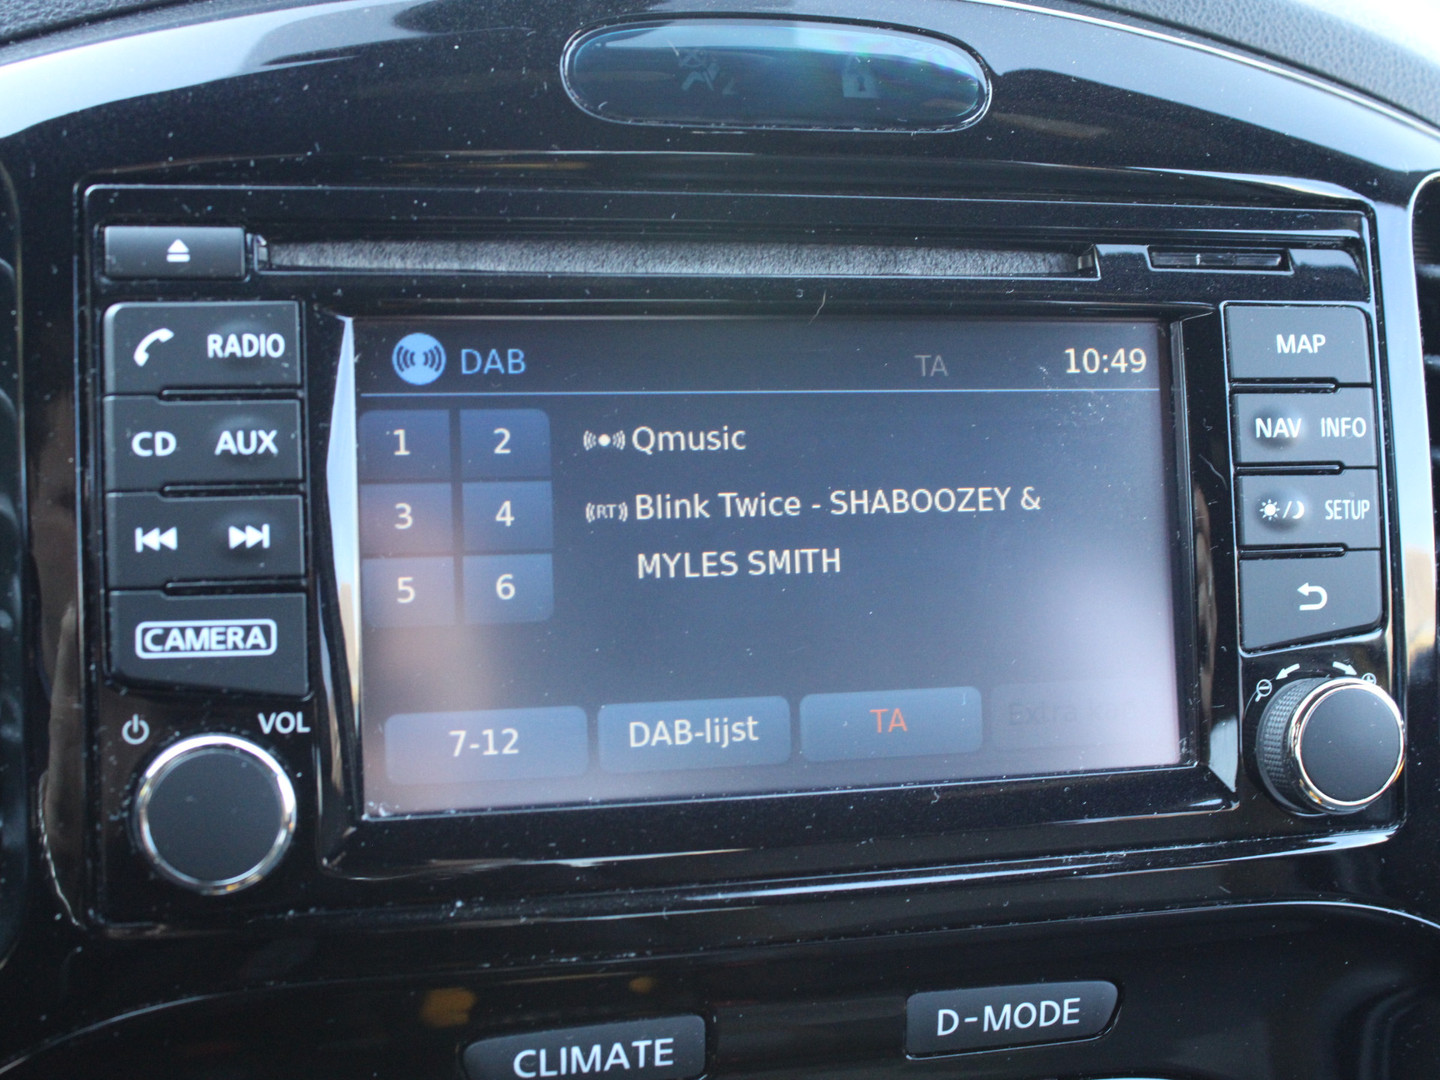 RADIO
CD AUX
CAMERA
VOL
DAB TA 10:49
1 2
3 4
5 6
Qmusic
RT Blink Twice - SHABOOZEY &
MYLES SMITH
7-12 DAB-lijst TA
MAP
NAV INFO
SETUP
CLIMATE
D-MODE